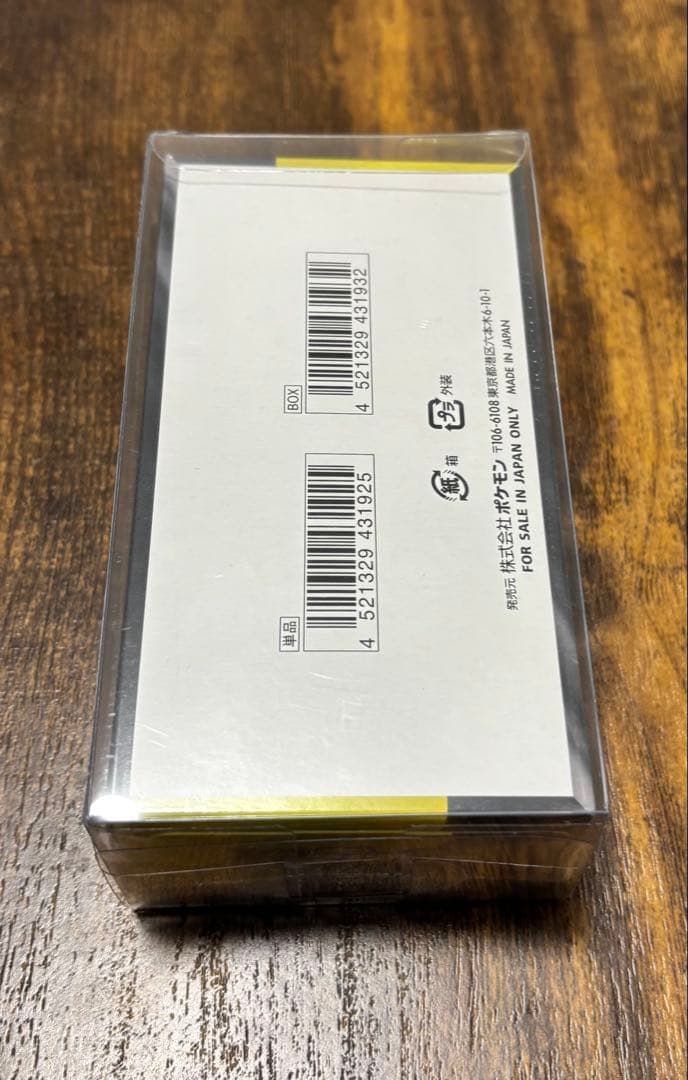 単品
4 521329 431925
BOX
4 521329 431932
紙 箱
プラ 外装
発売元 株式会社ポケモン 〒106-6108 東京都港区六本木6-10-1
FOR SALE IN JAPAN ONLY MADE IN JAPAN